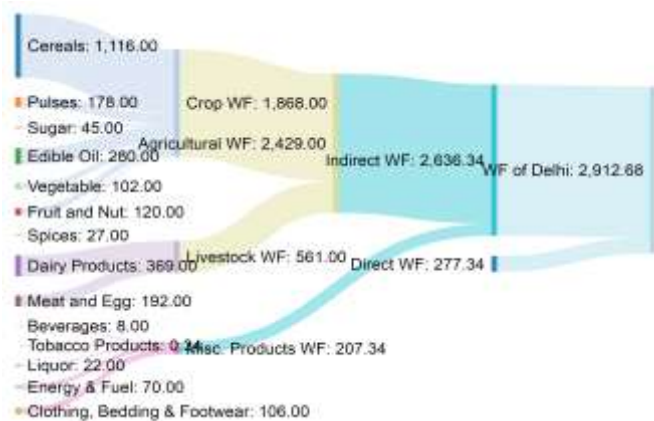 Cereals: 1,116.00
Pulses: 178.00
Sugar: 45.00
Edible Oil: 280.00
Vegetable: 102.00
Fruit and Nut: 120.00
Spices: 27.00
Dairy Products: 369.00
Meat and Egg: 192.00
Beverages: 8.00
Tobacco Products: 0.34
Liquor: 22.00
Energy & Fuel: 70.00
Clothing, Bedding & Footwear: 106.00
Crop WF: 1,868.00
Agricultural WF: 2,429.00
Livestock WF: 561.00
Misc. Products WF: 207.34
Indirect WF: 2,636.34
Direct WF: 277.34
WF of Delhi: 2,912.68